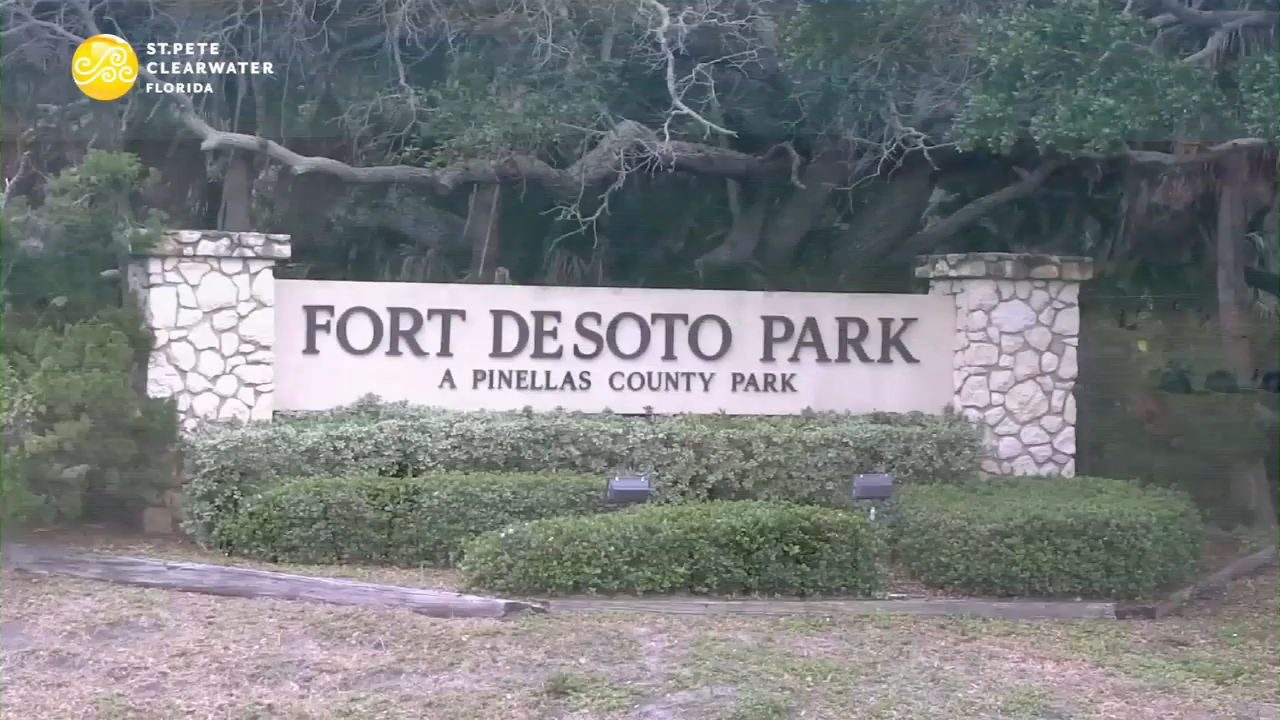 ST.PETE
CLEARWATER
FLORIDA
FORT DESOTO PARK
A PINELLAS COUNTY PARK